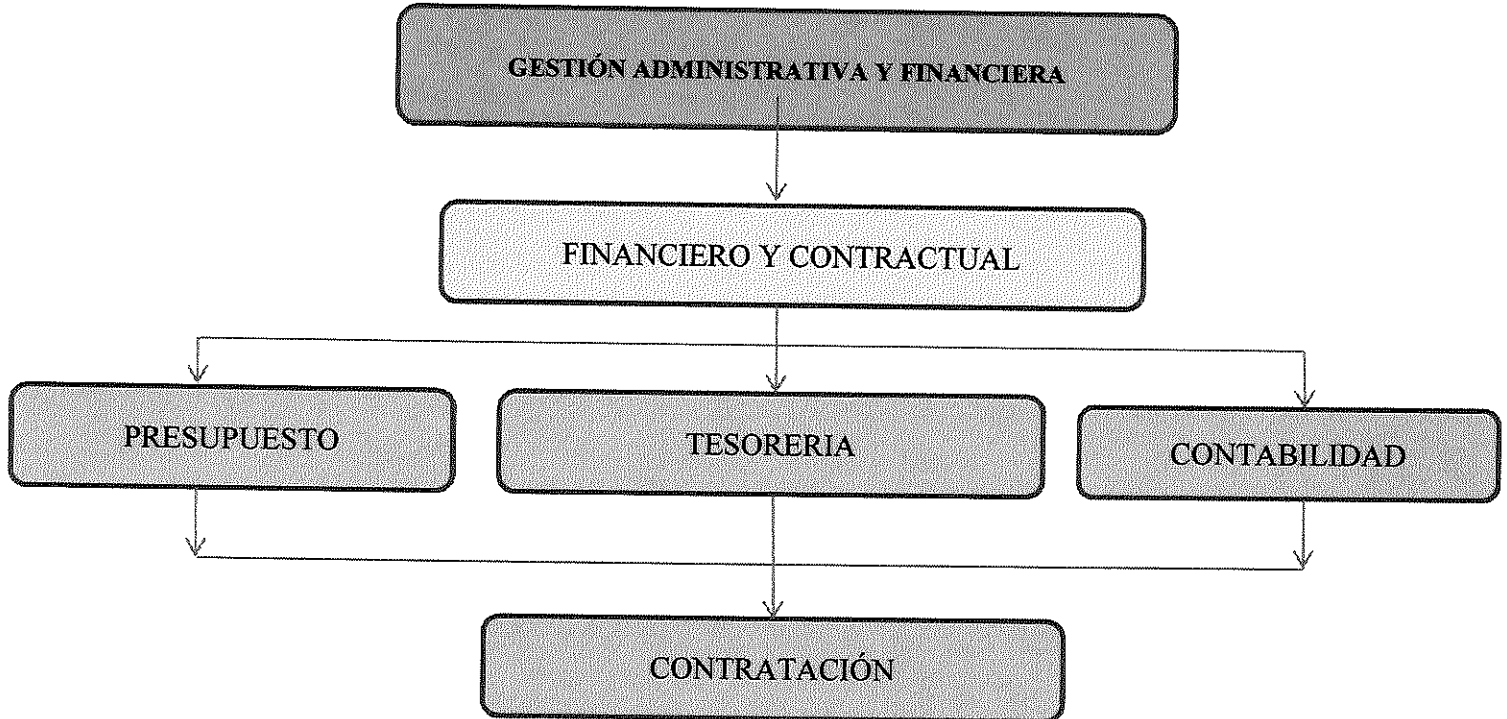 GESTIÓN ADMINISTRATIVA Y FINANCIERA
FINANCIERO Y CONTRACTUAL
PRESUPUESTO
TESORERIA
CONTABILIDAD
CONTRATACIÓN